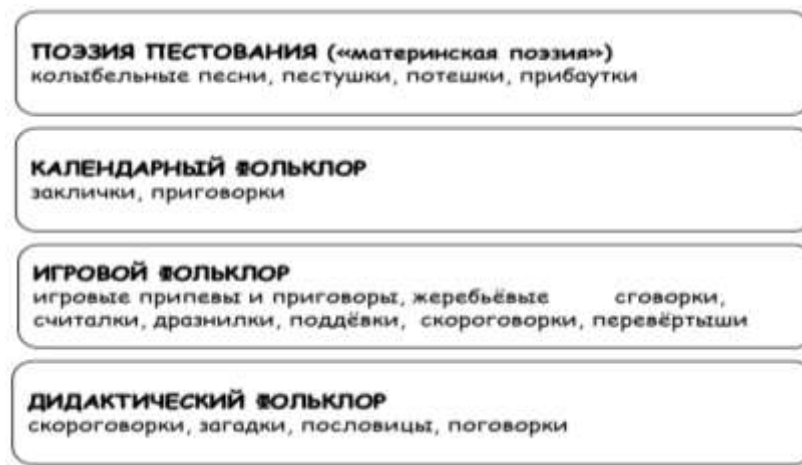 ПОЭЗИЯ ПЕСТОВАНИЯ («материнская поэзия»)
колыбельные песни, пестушки, потешки, прибаутки
КАЛЕНДАРНЫЙ ФОЛЬКЛОР
заклички, приговорки
ИГРОВОЙ ФОЛЬКЛОР
игровые припевы и приговоры, жеребьёвые сговорки,
считалки, дразнилки, поддёвки, скороговорки, перевёртыши
ДИДАКТИЧЕСКИЙ ФОЛЬКЛОР
скороговорки, загадки, пословицы, поговорки